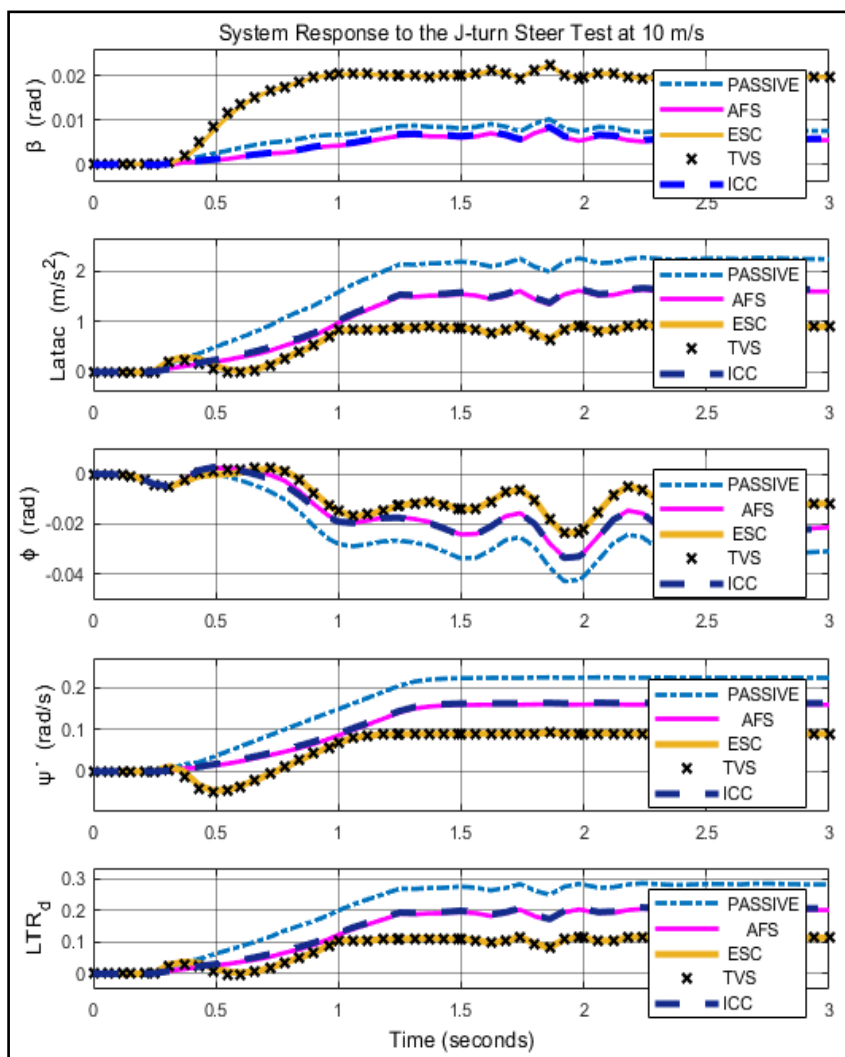 System Response to the J-turn Steer Test at 10 m/s
β (rad)
0.02
0.01
0
PASSIVE
AFS
ESC
TVS
ICC
0 0.5 1 1.5 2 2.5 3
Latac (m/s²)
2
1
0
PASSIVE
AFS
ESC
TVS
ICC
0 0.5 1 1.5 2 2.5 3
Φ (rad)
0
-0.02
-0.04
PASSIVE
AFS
ESC
TVS
ICC
0 0.5 1 1.5 2 2.5 3
Ψ˙ (rad/s)
0.2
0.1
0
PASSIVE
AFS
ESC
TVS
ICC
0 0.5 1 1.5 2 2.5 3
LTR_d
0.3
0.2
0.1
0
PASSIVE
AFS
ESC
TVS
ICC
0 0.5 1 1.5 2 2.5 3
Time (seconds)